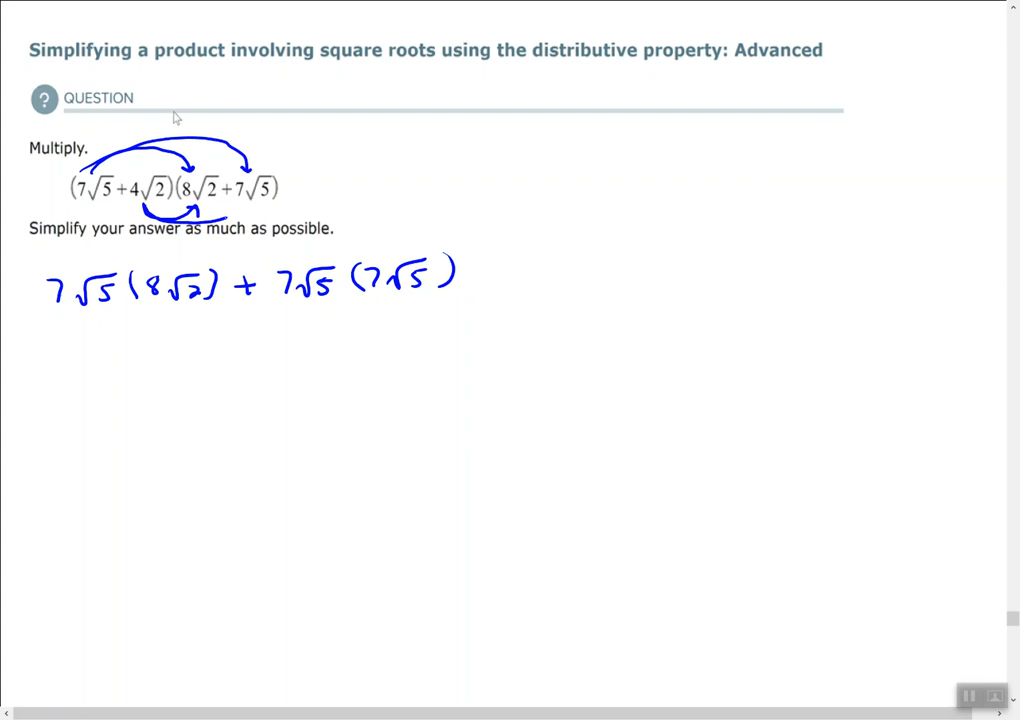 Simplifying a product involving square roots using the distributive property: Advanced
? QUESTION
Multiply.
(7√5+4√2)(8√2+7√5)
Simplify your answer as much as possible.
7√5(8√2) + 7√5(7√5)